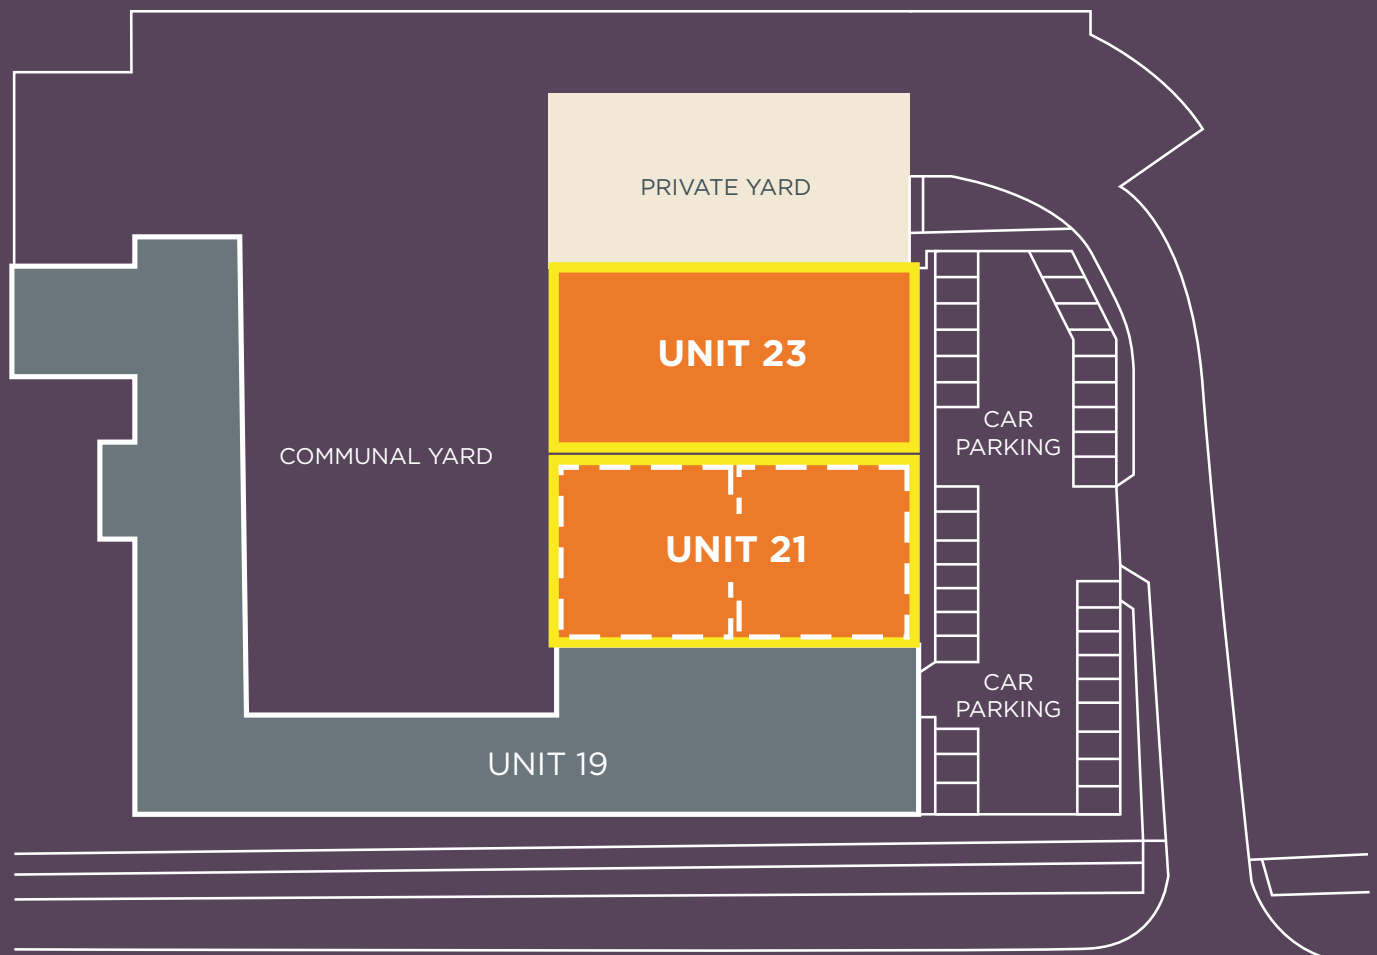 PRIVATE YARD
UNIT 23
CAR
PARKING
COMMUNAL YARD
UNIT 21
CAR
PARKING
UNIT 19